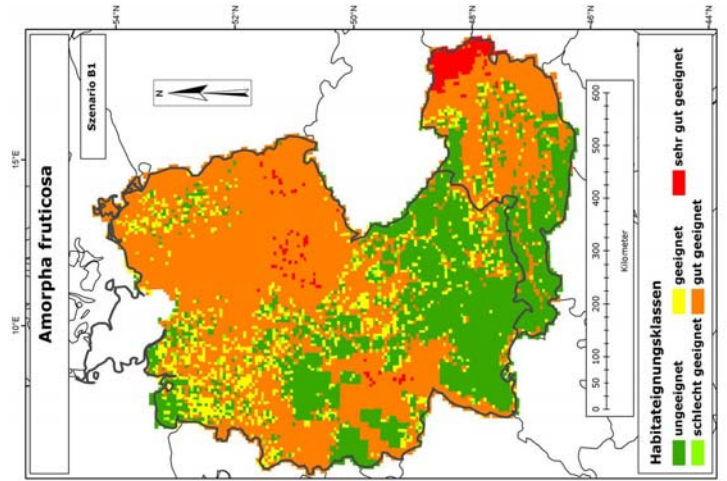 Amorpha fruticosa
Szenario B1
10°E
15°E
54°N
52°N
50°N
48°N
46°N
44°N
N
0 50 100 200 300 400 500 600
Kilometer
Habitateignungsklassen
ungeeignet
schlecht geeignet
geeignet
gut geeignet
sehr gut geeignet